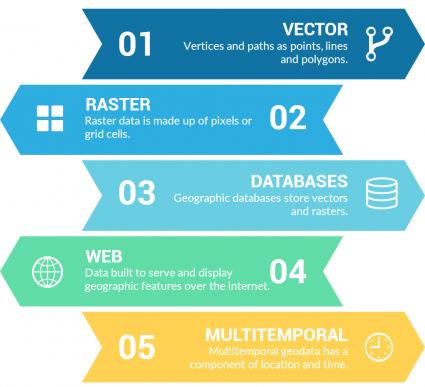 01
VECTOR
Vertices and paths as points, lines
and polygons.
RASTER
Raster data is made up of pixels or
grid cells.
02
03
DATABASES
Geographic databases store vectors
and rasters.
WEB
Data built to serve and display
geographic features over the internet.
04
05
MULTITEMPORAL
Multitemporal geodata has a
component of location and time.